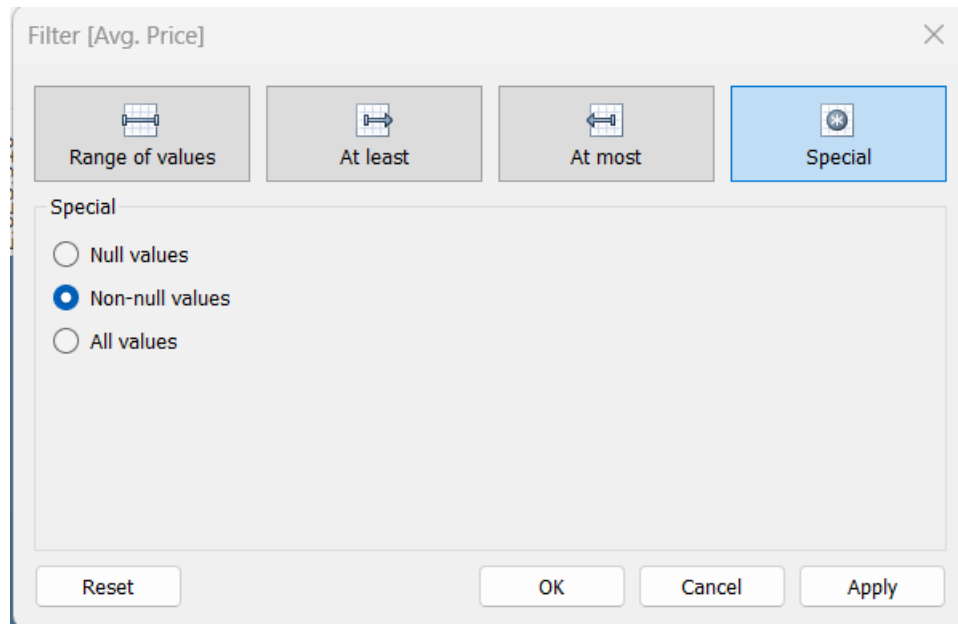 Filter [Avg. Price]
Range of values
At least
At most
Special
Special
Null values
Non-null values
All values
Reset
OK
Cancel
Apply